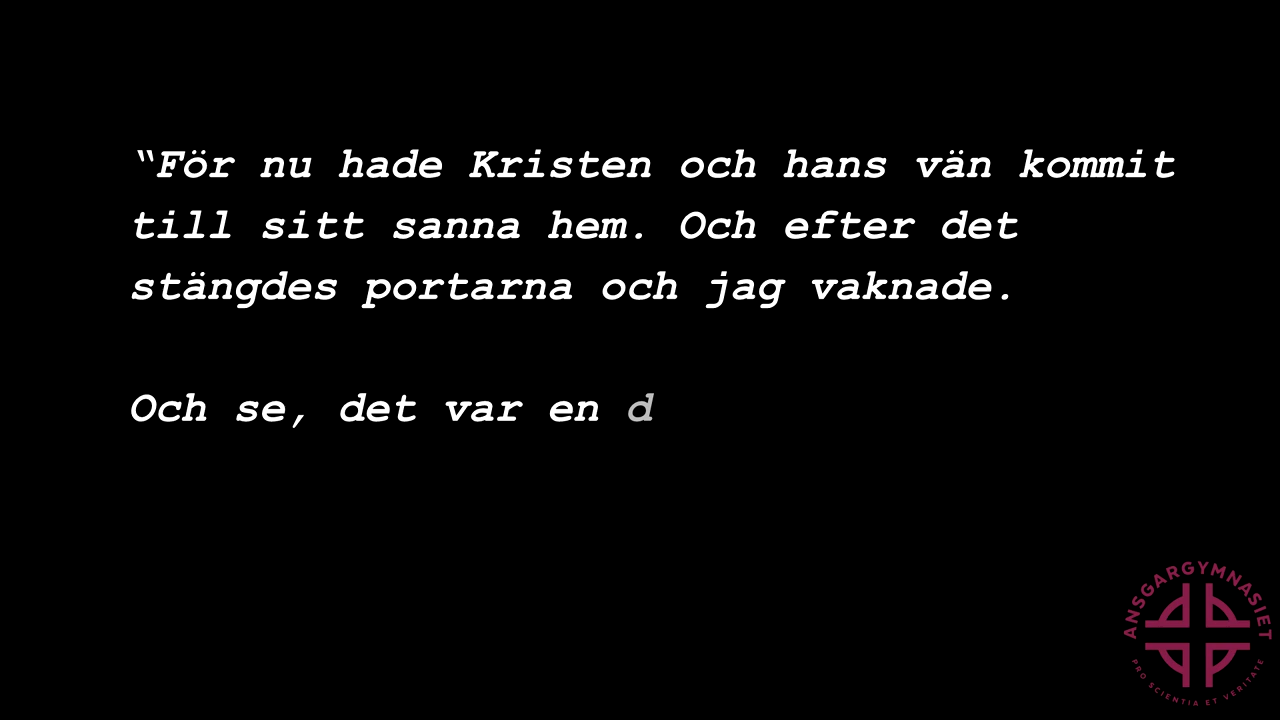 “För nu hade Kristen och hans vän kommit
till sitt sanna hem. Och efter det
stängdes portarna och jag vaknade.
Och se, det var en d
ANSGARGYMNASIET
PRO SCIENTIA ET VERITATE